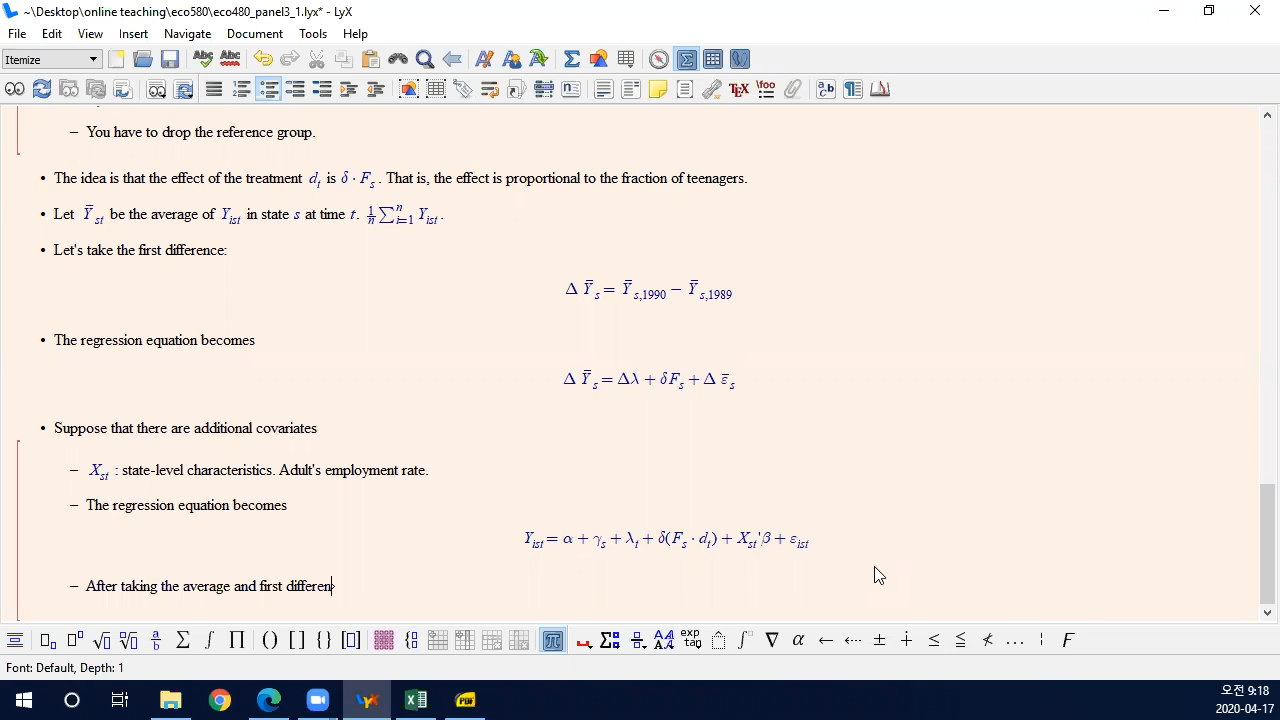 ~\Desktop\online teaching\eco580\eco480_panel3_1.lyx* - LyX
File Edit View Insert Navigate Document Tools Help
Itemize
– You have to drop the reference group.
• The idea is that the effect of the treatment d_t is δ · F_s. That is, the effect is proportional to the fraction of teenagers.
• Let Ȳ_st be the average of Y_ist in state s at time t. 1/n ∑_{i=1}^n Y_ist.
• Let's take the first difference:
Δ Ȳ_s = Ȳ_{s,1990} − Ȳ_{s,1989}
• The regression equation becomes
Δ Ȳ_s = Δλ + δF_s + Δ ε̄_s
• Suppose that there are additional covariates
– X_st : state-level characteristics. Adult's employment rate.
– The regression equation becomes
Y_ist = α + γ_s + λ_t + δ(F_s · d_t) + X_st'β + ε_ist
– After taking the average and first differen
Font: Default, Depth: 1
오전 9:18
2020-04-17